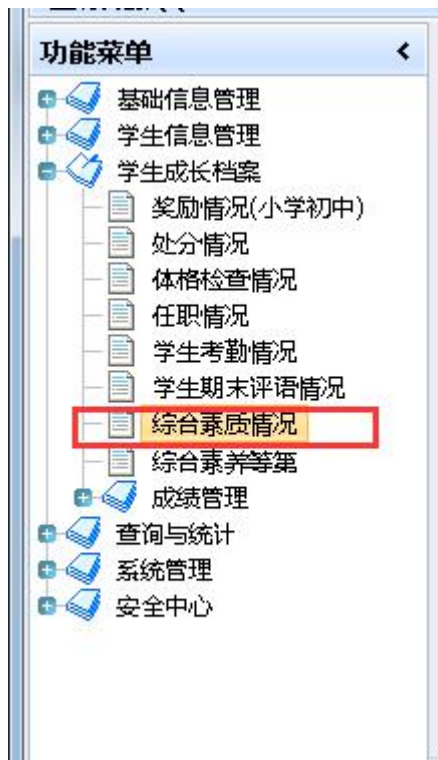 功能菜单
基础信息管理
学生信息管理
学生成长档案
奖励情况(小学初中)
处分情况
体格检查情况
任职情况
学生考勤情况
学生期末评语情况
综合素质情况
综合素养等第
成绩管理
查询与统计
系统管理
安全中心